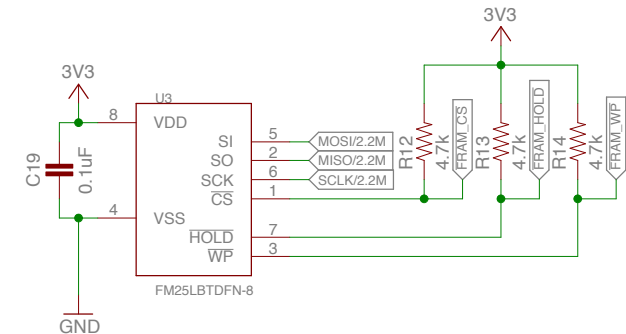 3V3
3V3
U3
8
VDD
C19
0.1uF
SI
5
MOSI/2.2M
SO
2
MISO/2.2M
SCK
6
SCLK/2.2M
CS
1
R12
4.7k
FRAM_CS
R13
4.7k
FRAM_HOLD
R14
4.7k
FRAM_WP
4
VSS
HOLD
7
WP
3
FM25LBTDFN-8
GND